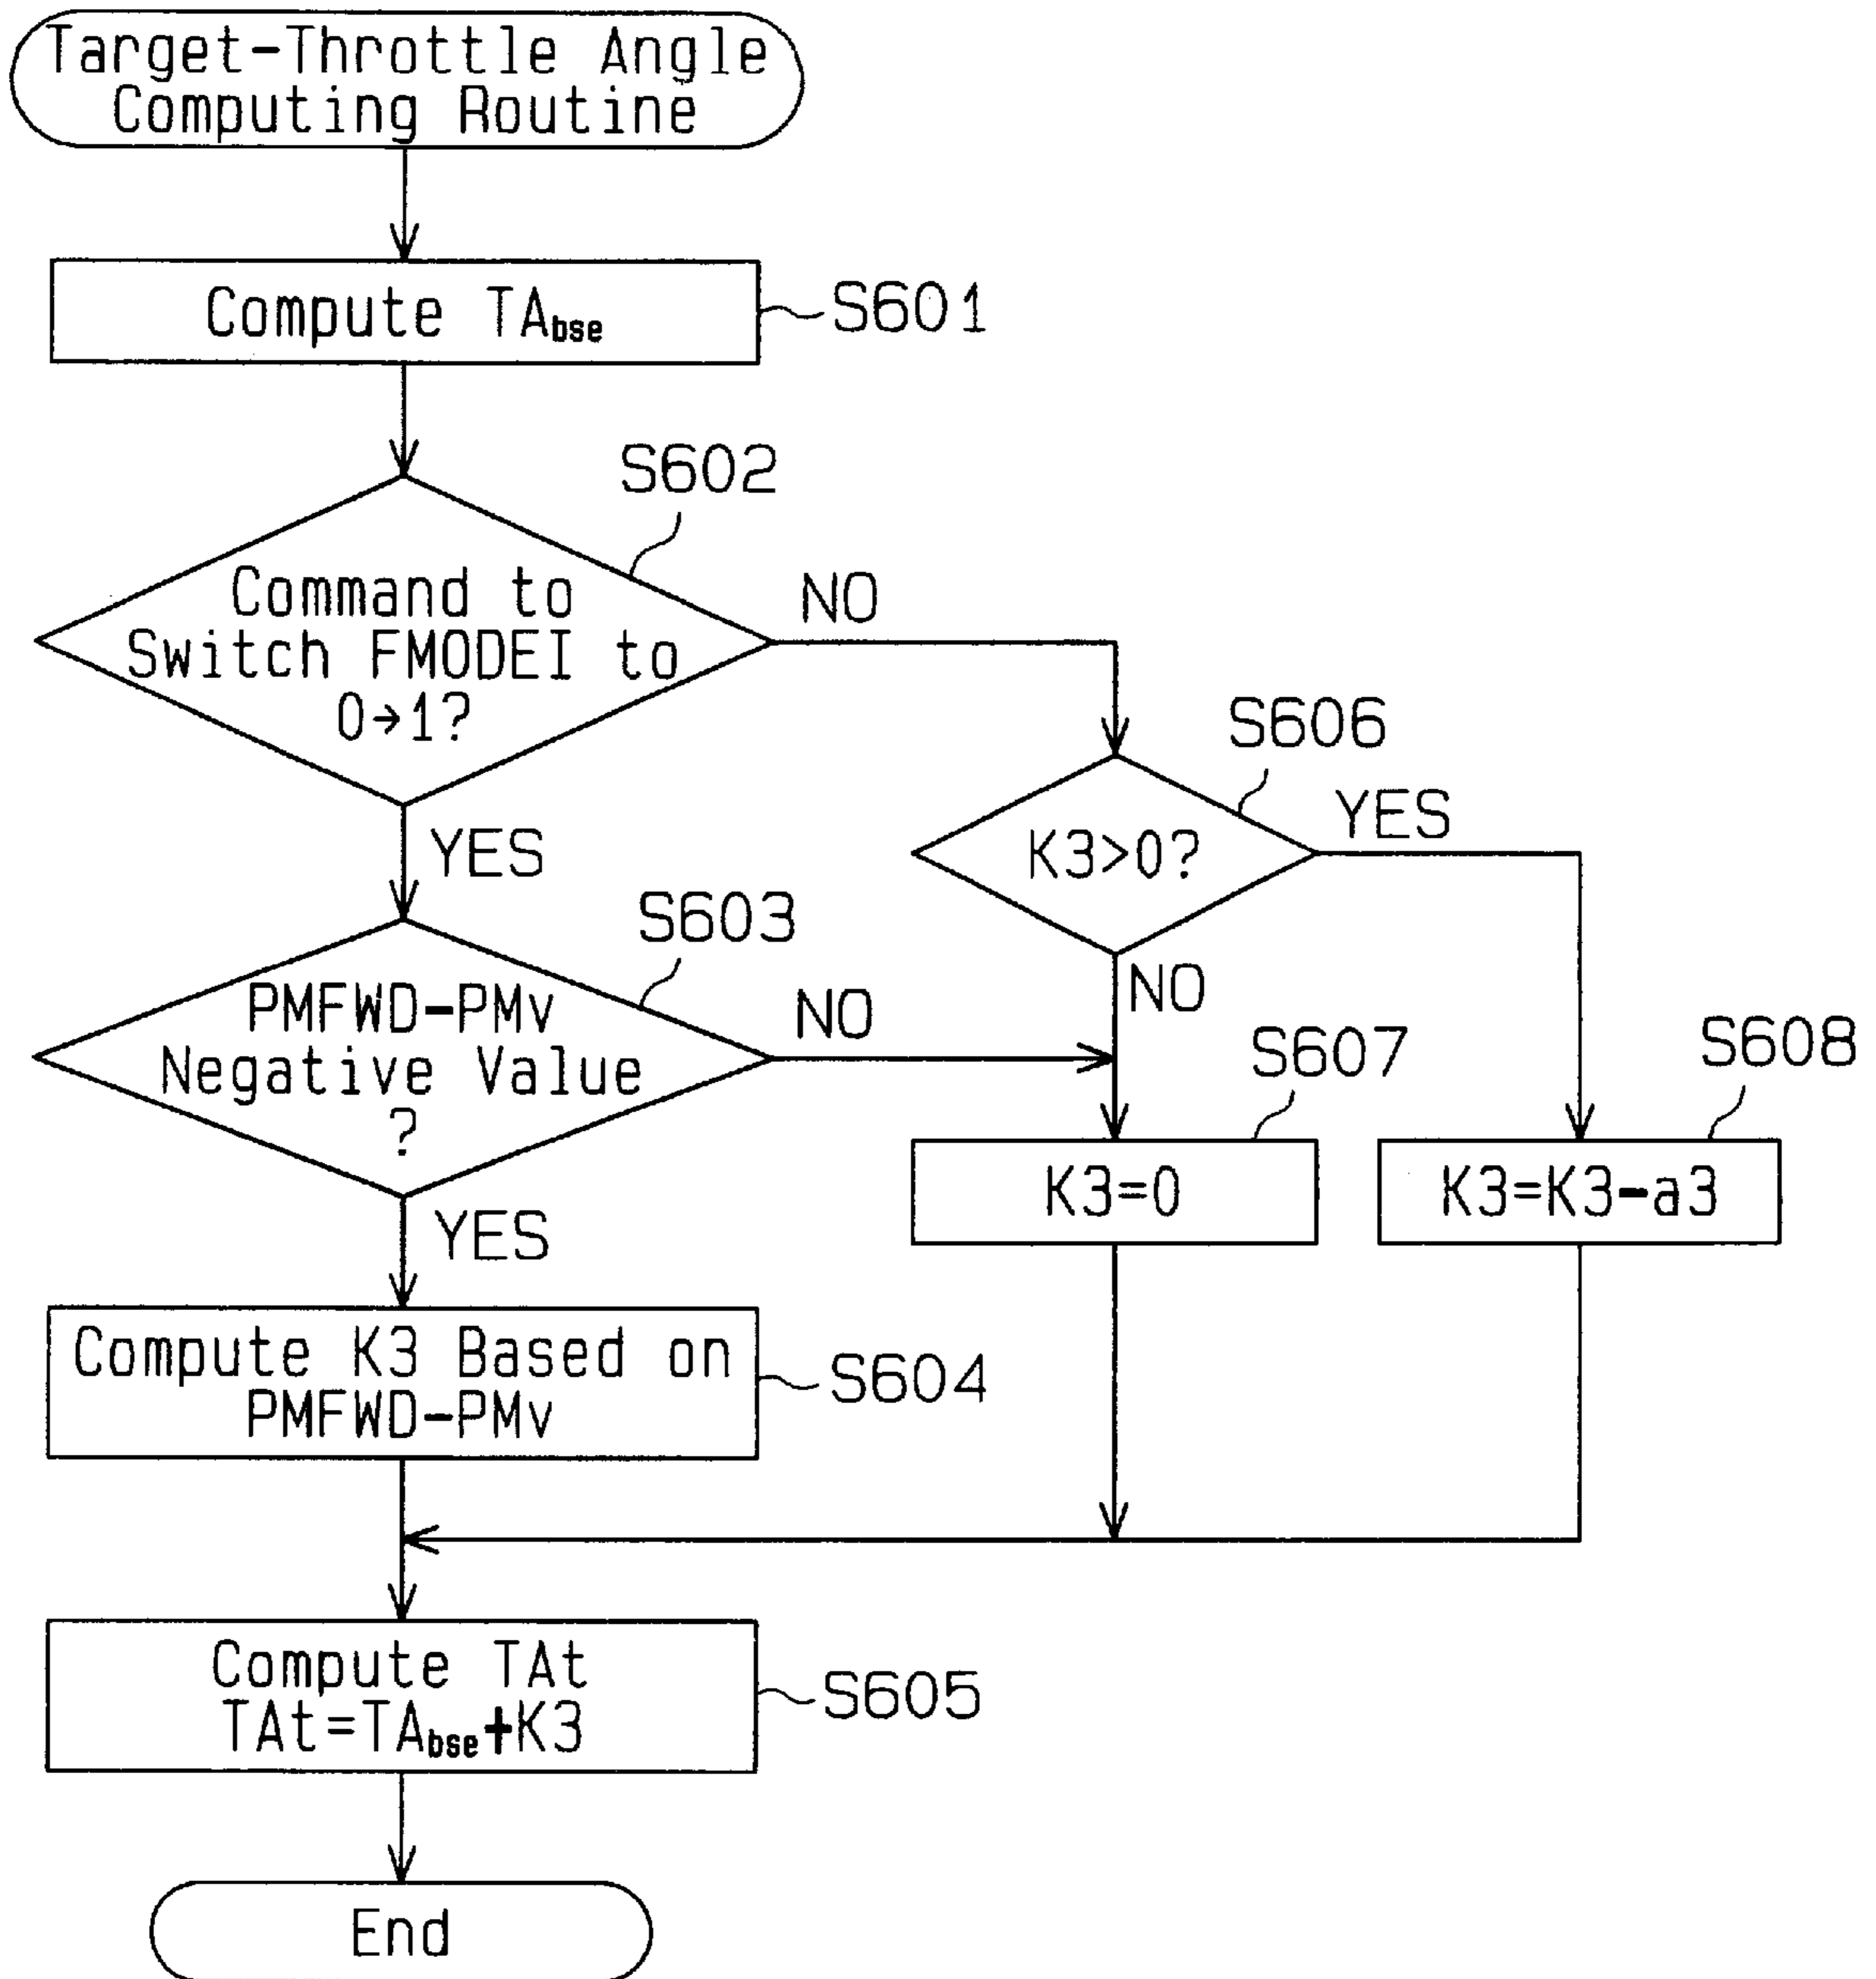 Target-Throttle Angle
Computing Routine
Compute TAbse
S601
S602
Command to
Switch FMODEI to
0→1?
NO
YES
S606
K3>0?
YES
NO
S603
PMFWD-PMv
Negative Value
?
NO
YES
S607
K3=0
S608
K3=K3-a3
Compute K3 Based on
PMFWD-PMv
S604
Compute TAt
TAt=TAbse+K3
S605
End